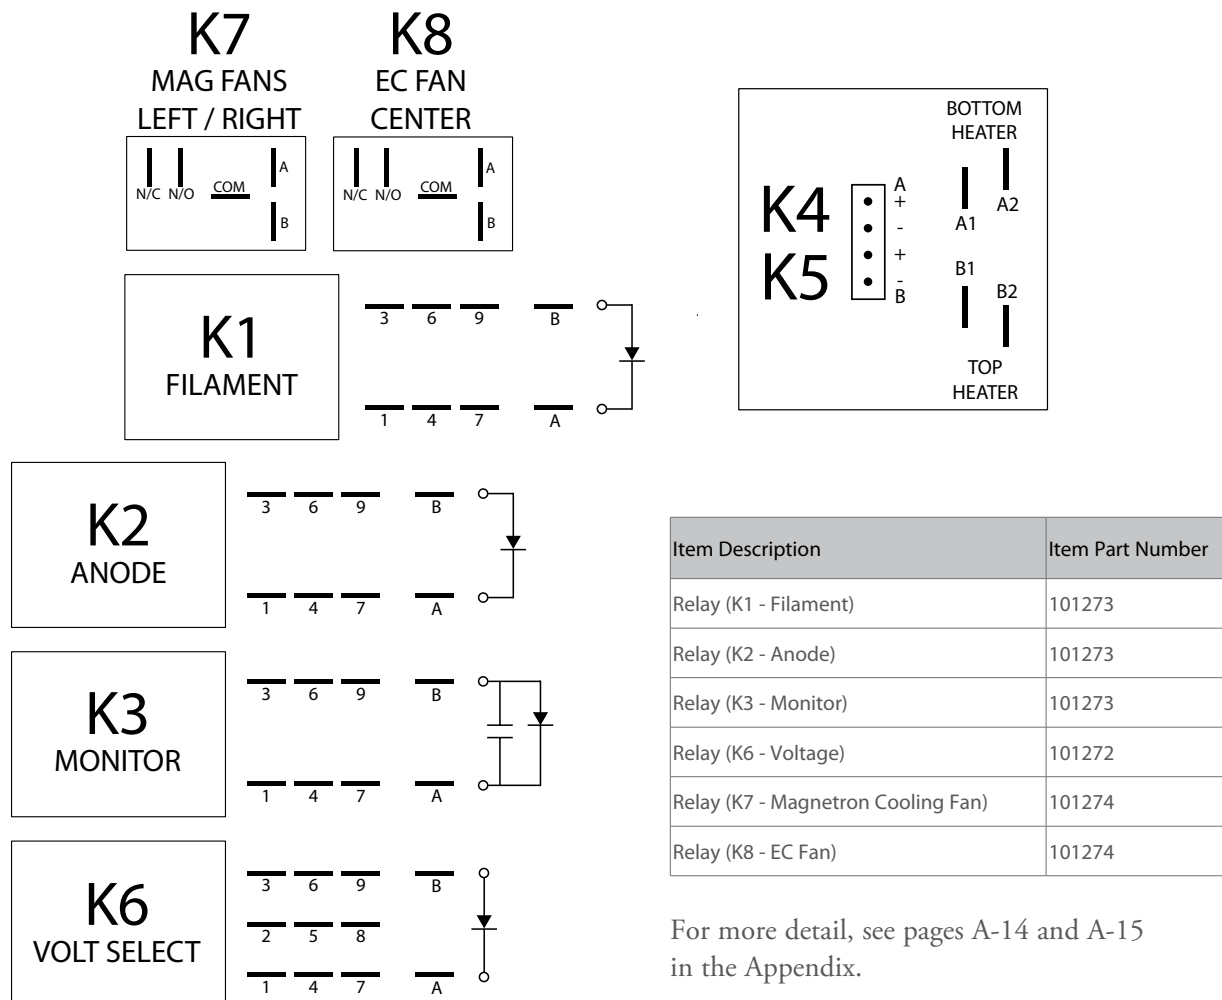 K7
MAG FANS
LEFT / RIGHT
N/C N/O COM A
B
K8
EC FAN
CENTER
N/C N/O COM A
B
K1
FILAMENT
3 6 9 B
1 4 7 A
K4
K5
A
+
-
+
-
B
BOTTOM
HEATER
A1
A2
B1
B2
TOP
HEATER
K2
ANODE
3 6 9 B
1 4 7 A
K3
MONITOR
3 6 9 B
1 4 7 A
K6
VOLT SELECT
3 6 9 B
2 5 8
1 4 7 A
Item Description Item Part Number
Relay (K1 - Filament) 101273
Relay (K2 - Anode) 101273
Relay (K3 - Monitor) 101273
Relay (K6 - Voltage) 101272
Relay (K7 - Magnetron Cooling Fan) 101274
Relay (K8 - EC Fan) 101274
For more detail, see pages A-14 and A-15
in the Appendix.